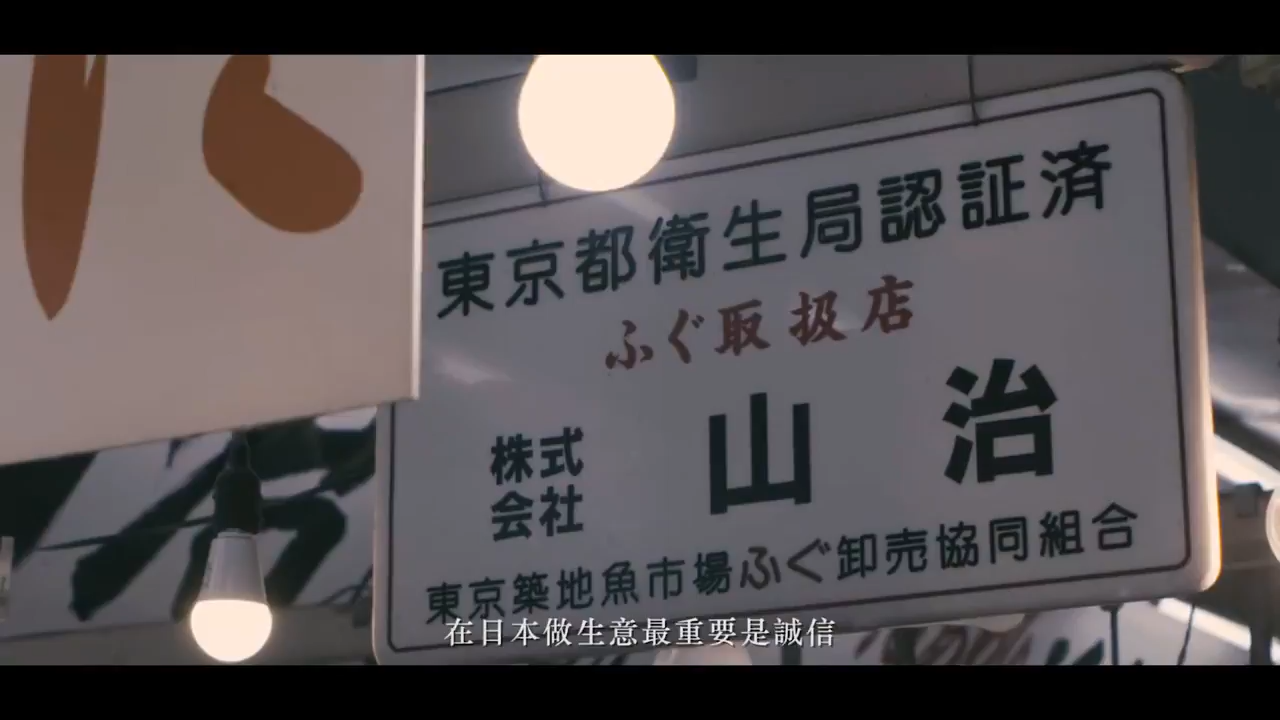 東京都衛生局認証済
ふぐ取扱店
株式会社 山治
東京築地魚市場ふぐ卸売協同組合
在日本做生意最重要是誠信